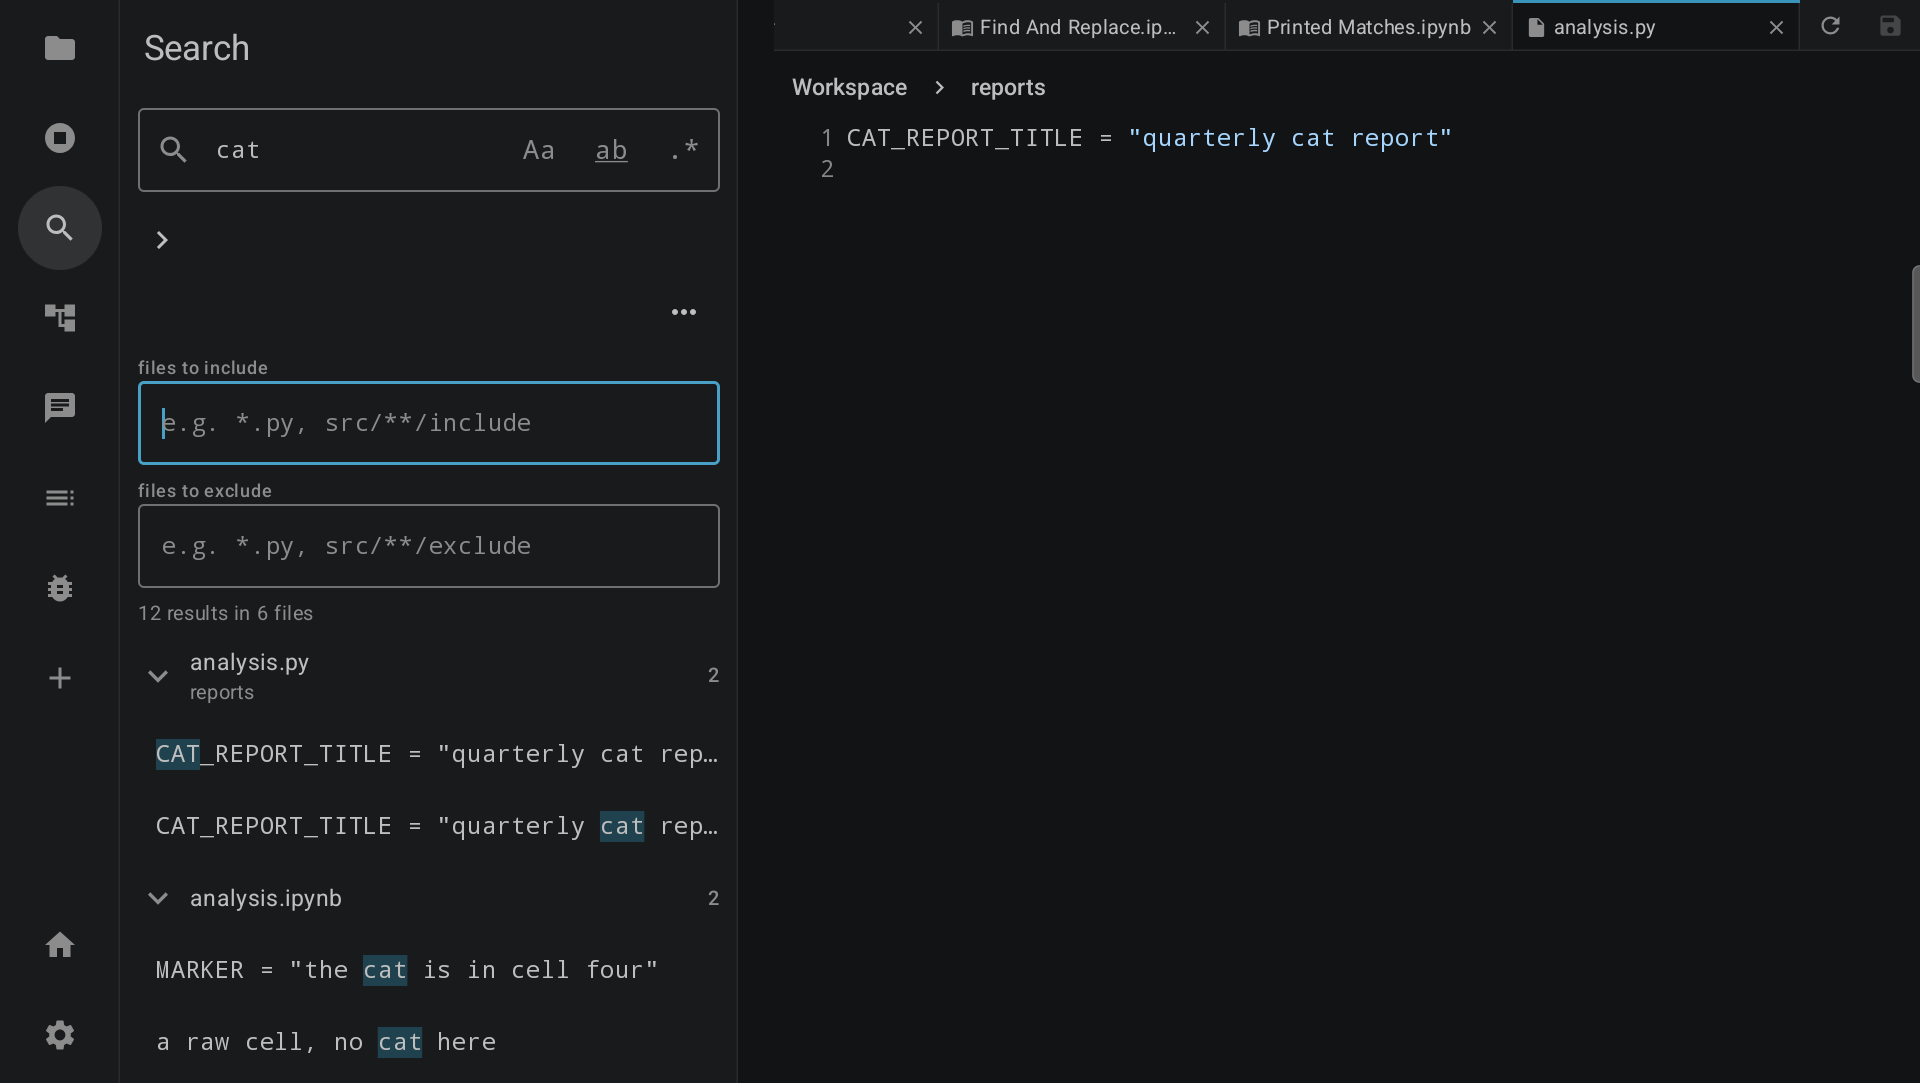 Search
cat
Aa
ab
.*
files to include
e.g. *.py, src/**/include
files to exclude
e.g. *.py, src/**/exclude
12 results in 6 files
analysis.py
reports
2
CAT_REPORT_TITLE = "quarterly cat rep…
CAT_REPORT_TITLE = "quarterly cat rep…
analysis.ipynb
2
MARKER = "the cat is in cell four"
a raw cell, no cat here
Find And Replace.ip…
Printed Matches.ipynb
analysis.py
Workspace > reports
1 CAT_REPORT_TITLE = "quarterly cat report"
2